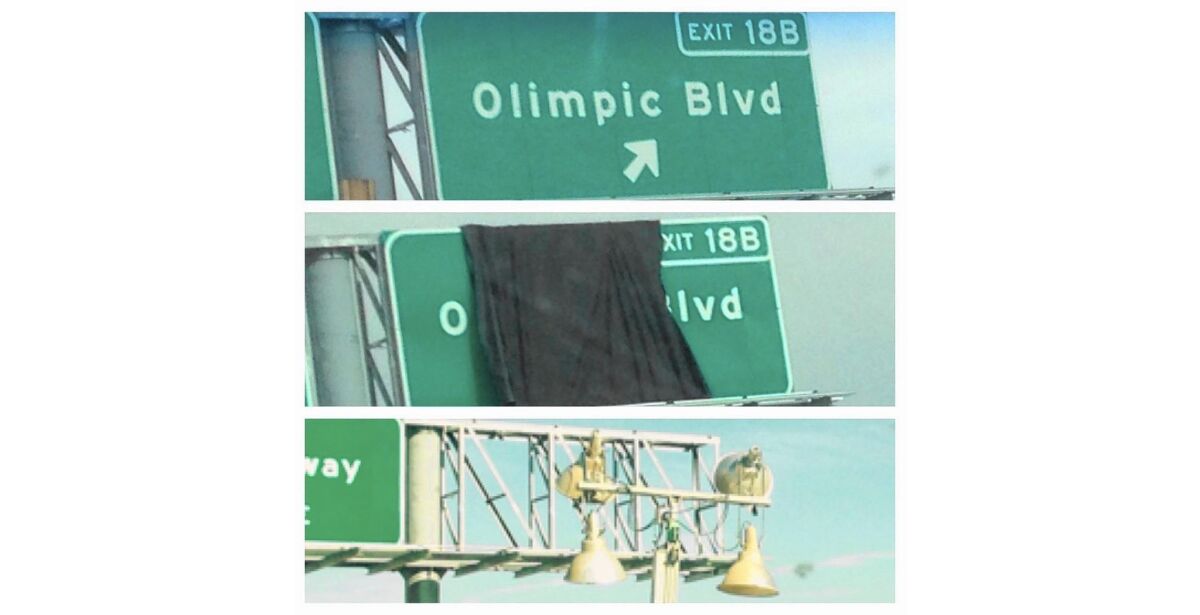 EXIT 18B
Olimpic Blvd
XIT 18B
O lvd
way